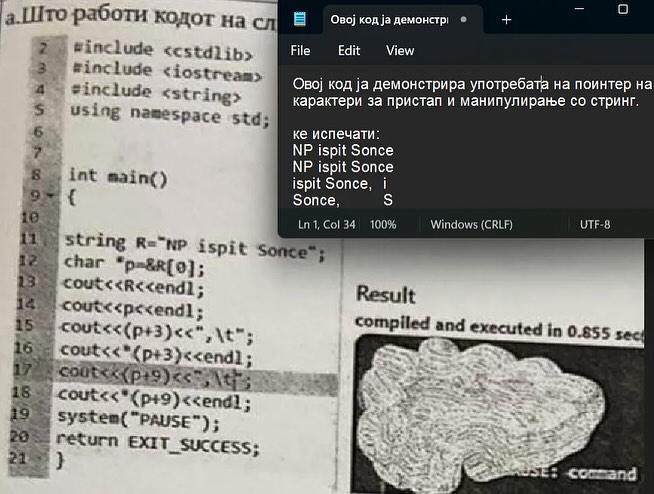 а.Што работи кодот на сл
2 #include <cstdlib>
3 #include <iostream>
4 #include <string>
5 using namespace std;
6
7
8 int main()
9 {
10
11 string R="NP ispit Sonce";
12 char *p=&R[0];
13 cout<<R<<endl;
14 cout<<p<<endl;
15 cout<<(p+3)<<",\t";
16 cout<<*(p+3)<<endl;
17 cout<<(p+9)<<",\t";
18 cout<<*(p+9)<<endl;
19 system("PAUSE");
20 return EXIT_SUCCESS;
21 }
Овој код ја демонстри
File Edit View
Овој код ја демонстрира употребата на поинтер на
карактери за пристап и манипулирање со стринг.
ке испечати:
NP ispit Sonce
NP ispit Sonce
ispit Sonce, i
Sonce, S
Ln 1, Col 34 100% Windows (CRLF) UTF-8
Result
compiled and executed in 0.855 sec
command